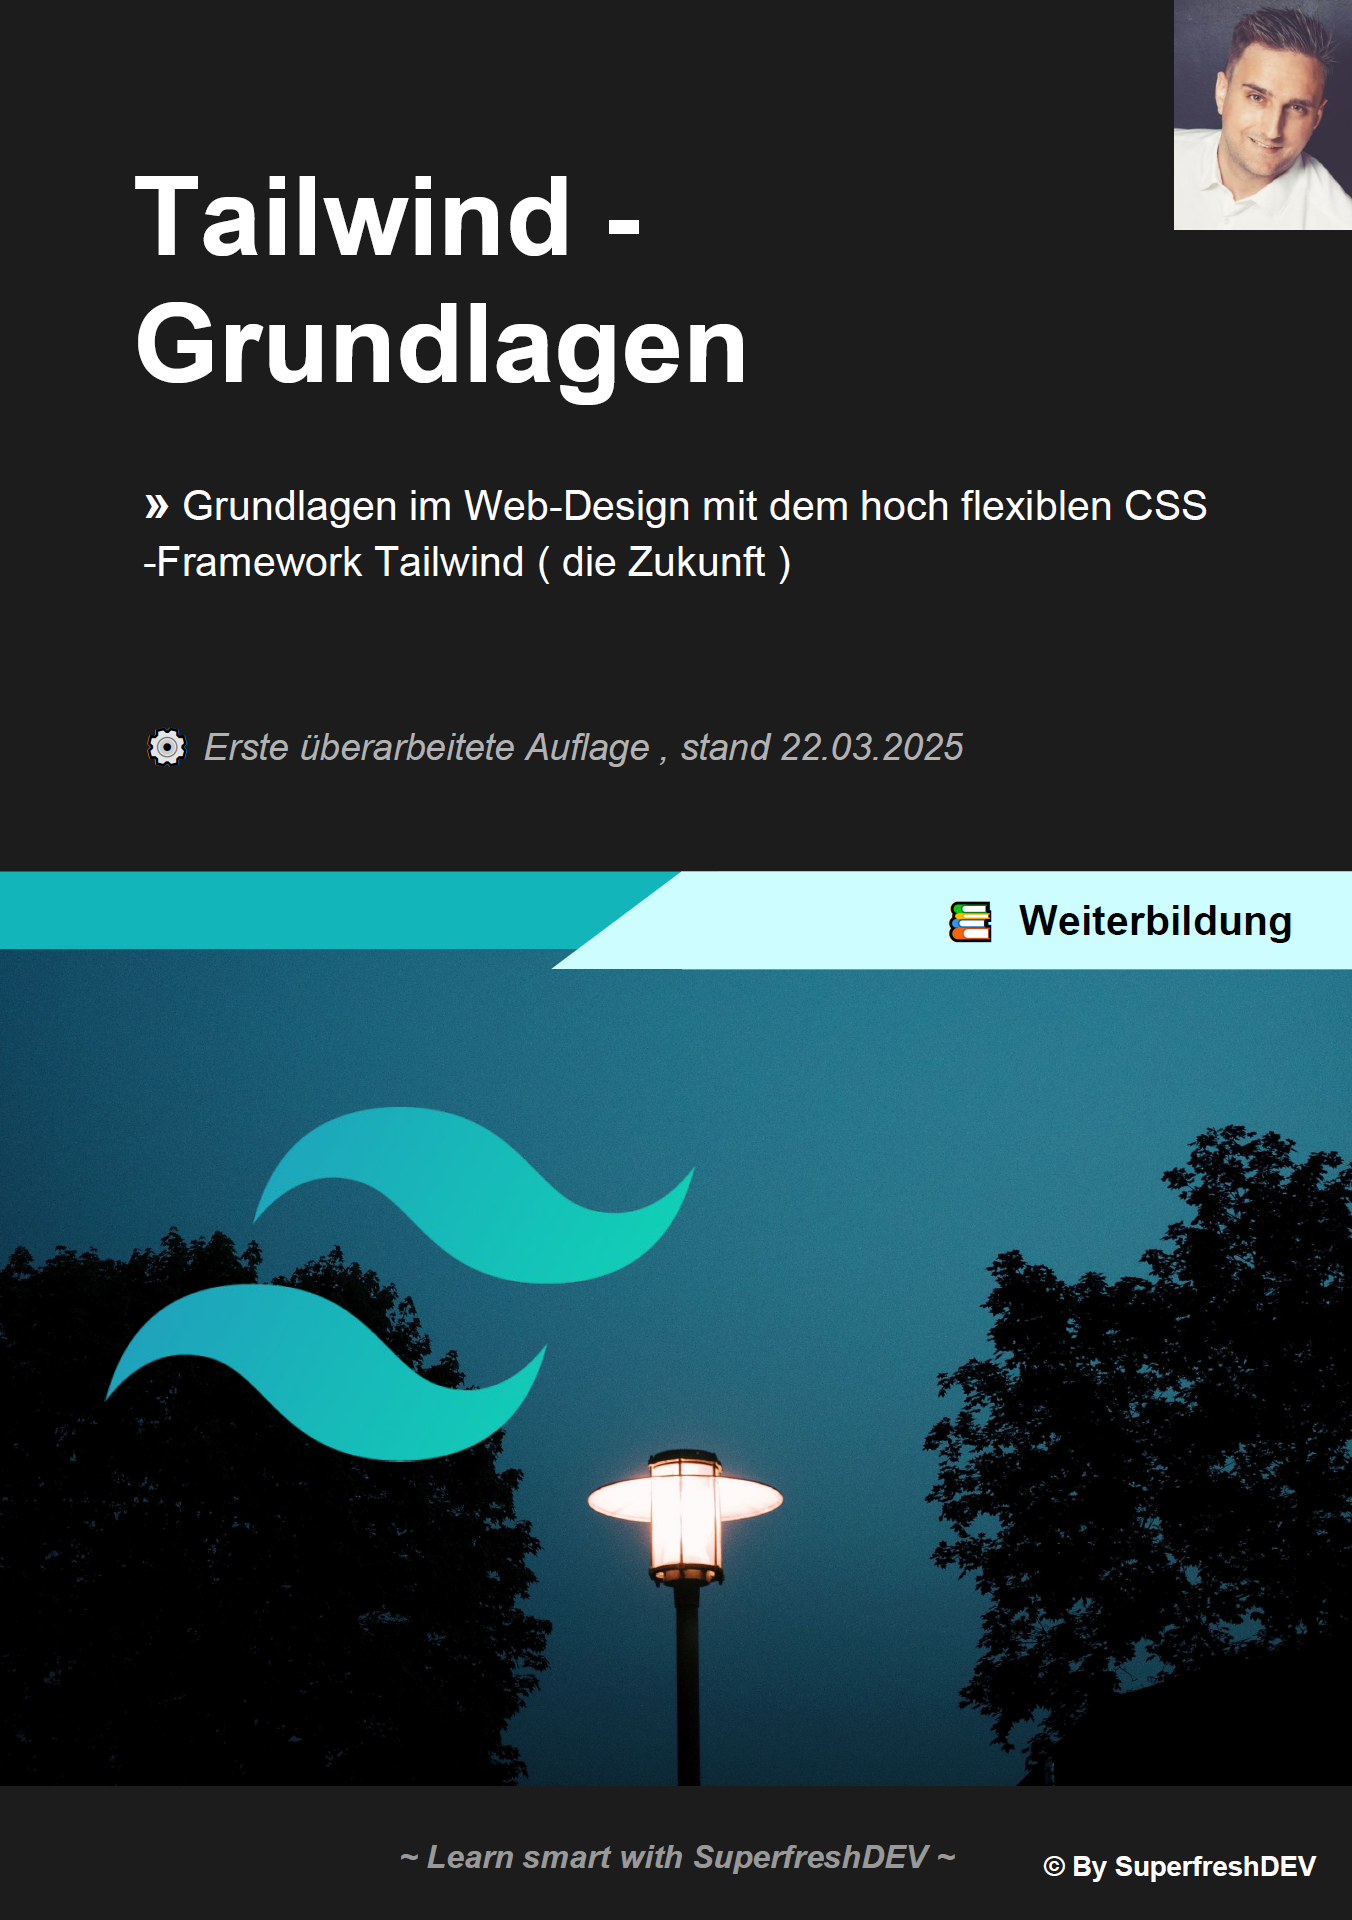 Tailwind -
Grundlagen
» Grundlagen im Web-Design mit dem hoch flexiblen CSS
-Framework Tailwind ( die Zukunft )
Erste überarbeitete Auflage , stand 22.03.2025
Weiterbildung
~ Learn smart with SuperfreshDEV ~
© By SuperfreshDEV